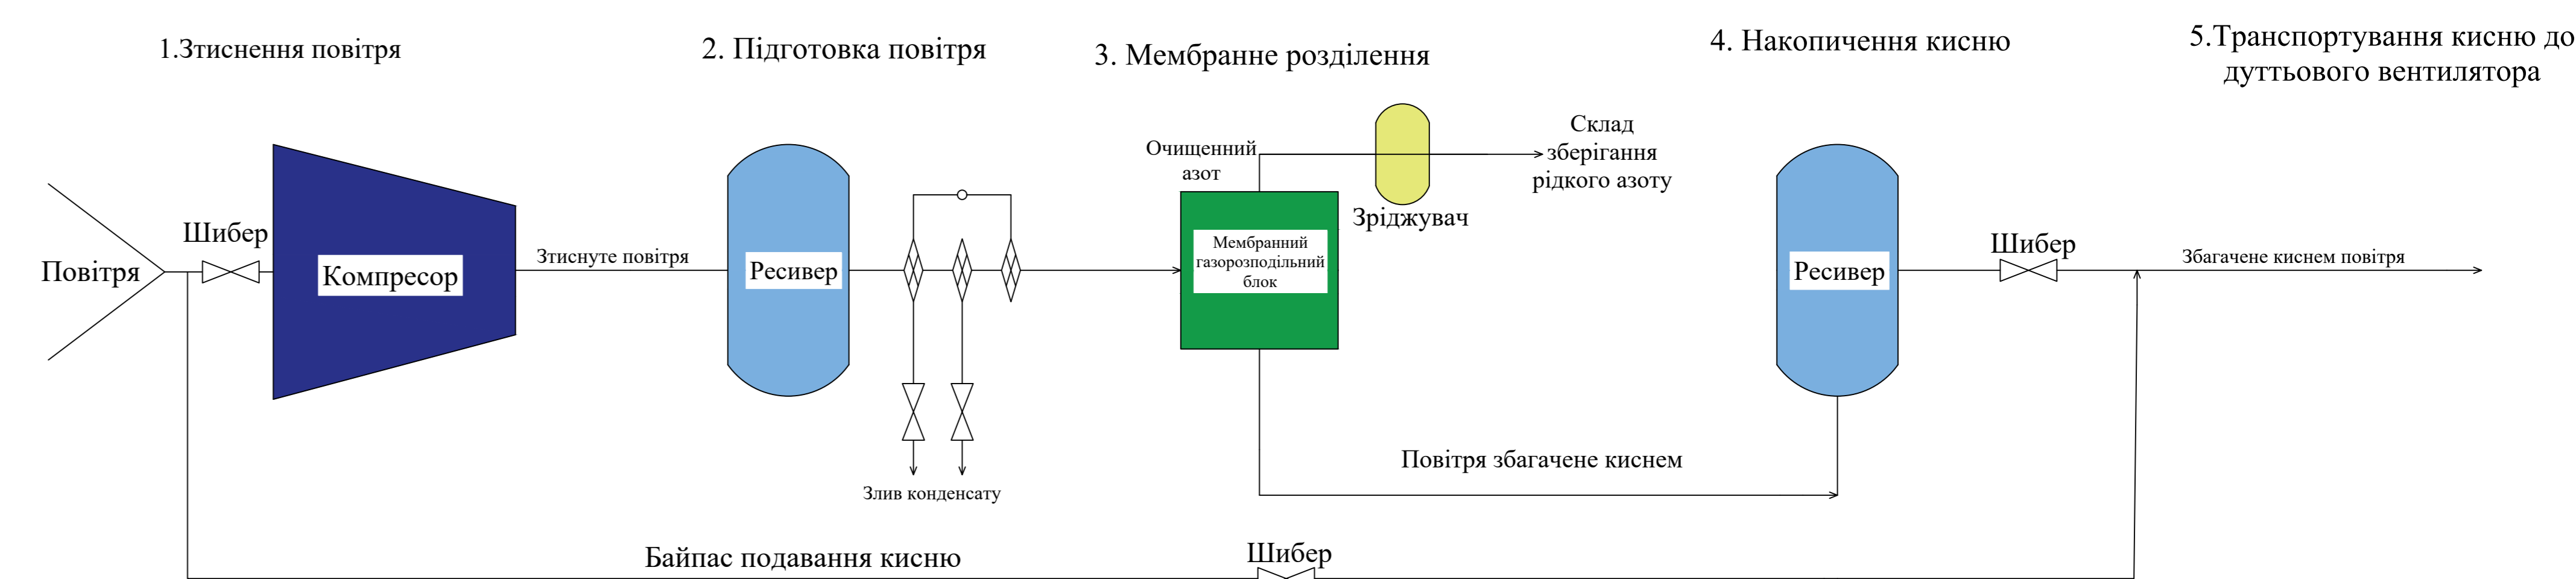 1.Зтиснення повітря
2. Підготовка повітря
3. Мембранне розділення
4. Накопичення кисню
5.Транспортування кисню до
дуттьового вентилятора
Повітря
Шибер
Компресор
Зтиснуте повітря
Ресивер
Злив конденсату
Очищенний
азот
Мембранний
газорозподільний
блок
Зріджувач
Склад
зберігання
рідкого азоту
Повітря збагачене киснем
Ресивер
Шибер
Збагачене киснем повітря
Байпас подавання кисню
Шибер